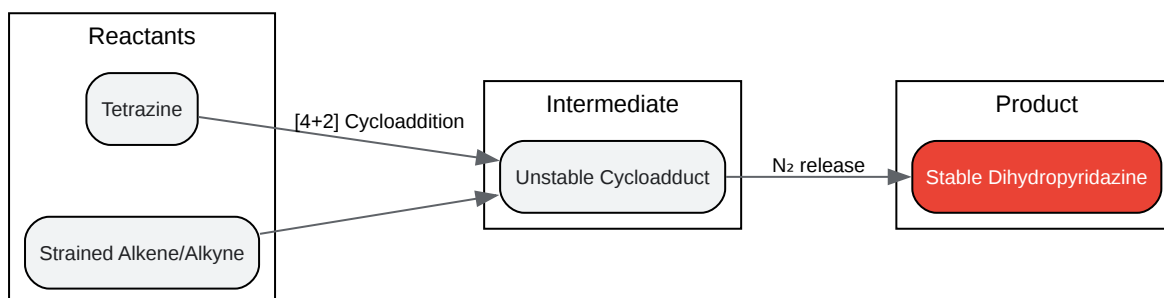 Reactants
Tetrazine
Strained Alkene/Alkyne
[4+2] Cycloaddition
Intermediate
Unstable Cycloadduct
N₂ release
Product
Stable Dihydropyridazine